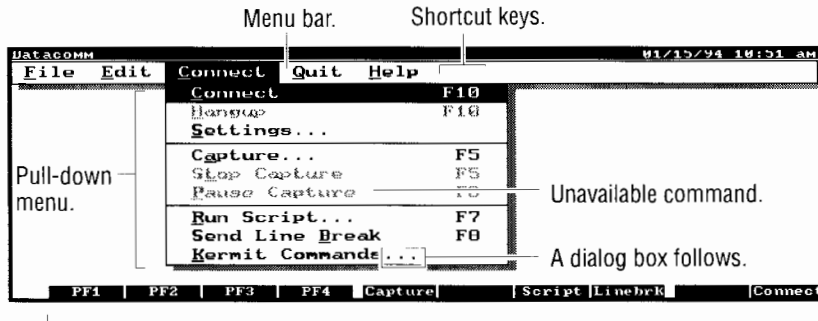 Menu bar. Shortcut keys.
Datacomm 01/15/94 10:51 am
File Edit Connect Quit Help
Connect F10
Hangup F10
Settings...
Capture... F5
Stop Capture F5
Pull-down menu.
Pause Capture
Unavailable command.
Run Script... F7
Send Line Break F8
Kermit Commands...
A dialog box follows.
PF1 PF2 PF3 PF4 Capture Script Linebrk Connect